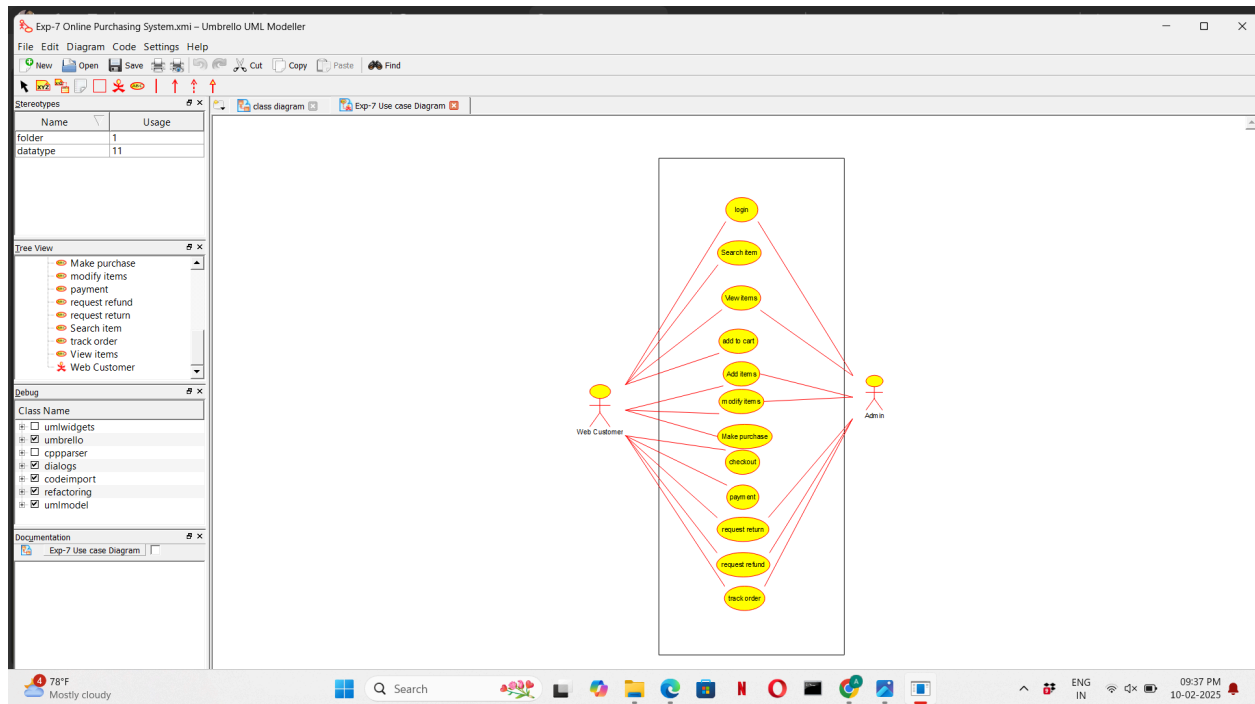 Exp-7 Online Purchasing System.xmi – Umbrello UML Modeller
File Edit Diagram Code Settings Help
New Open Save Cut Copy Paste Find
XYZ
Stereotypes
class diagram
Exp-7 Use case Diagram
Name Usage
folder 1
datatype 11
Tree View
Make purchase
modify items
payment
request refund
request return
Search item
track order
View items
Web Customer
Debug
Class Name
umlwidgets
umbrello
cppparser
dialogs
codeimport
refactoring
umlmodel
Documentation
Exp-7 Use case Diagram
login
Search item
View items
add to cart
Add items
modify items
Make purchase
checkout
payment
request return
request refund
track order
Web Customer
Admin
4
78°F
Mostly cloudy
Search
ENG
IN
09:37 PM
10-02-2025